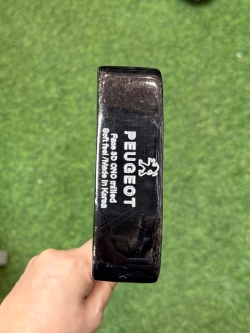 PEUGEOT
Face 3D CNC milled
Soft feel/Made in Korea